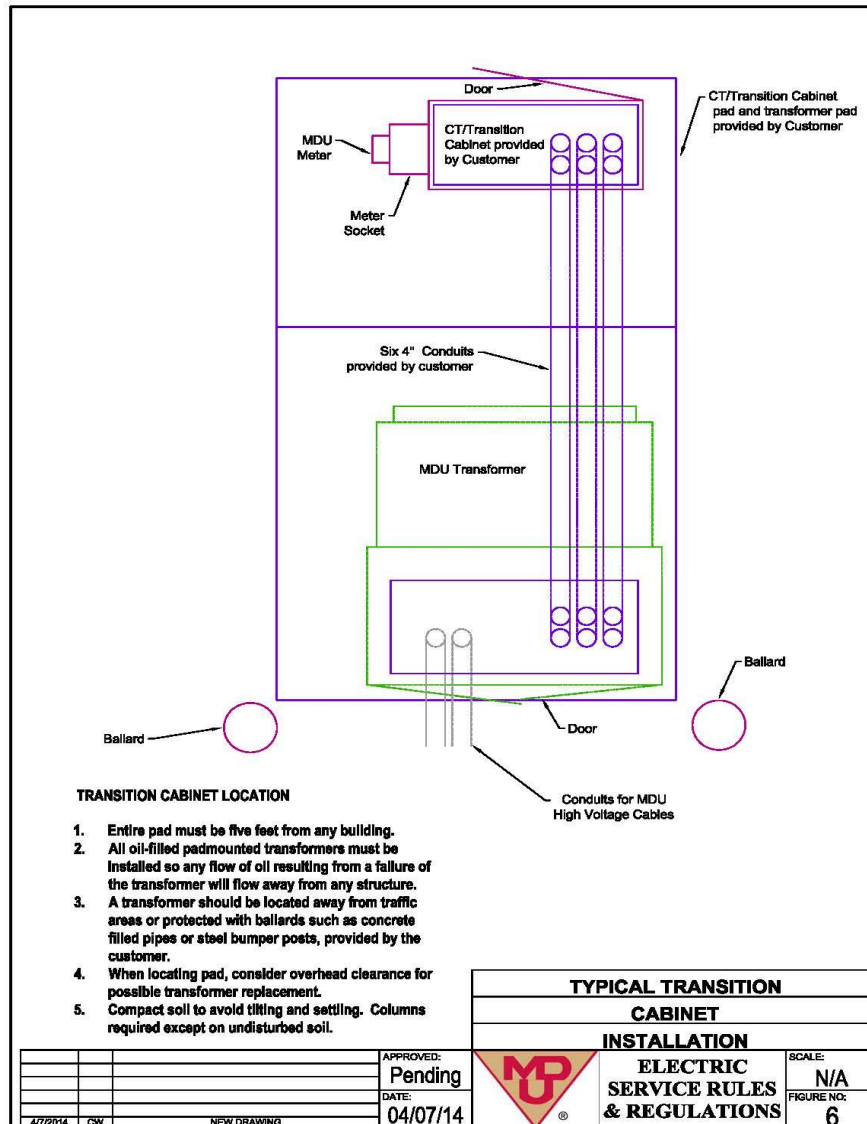 Door
CT/Transition Cabinet
pad and transformer pad
provided by Customer
CT/Transition
Cabinet provided
by Customer
MDU
Meter
Meter
Socket
Six 4" Conduits
provided by customer
MDU Transformer
Ballard
Door
Ballard
Conduits for MDU
High Voltage Cables
TRANSITION CABINET LOCATION
1. Entire pad must be five feet from any building.
2. All oil-filled padmounted transformers must be
installed so any flow of oil resulting from a failure of
the transformer will flow away from any structure.
3. A transformer should be located away from traffic
areas or protected with ballards such as concrete
filled pipes or steel bumper posts, provided by the
customer.
4. When locating pad, consider overhead clearance for
possible transformer replacement.
5. Compact soil to avoid tilting and settling. Columns
required except on undisturbed soil.
TYPICAL TRANSITION
CABINET
INSTALLATION
APPROVED:
Pending
DATE:
04/07/14
4/7/2014 CW NEW DRAWING
MDU
®
ELECTRIC
SERVICE RULES
& REGULATIONS
SCALE:
N/A
FIGURE NO:
6